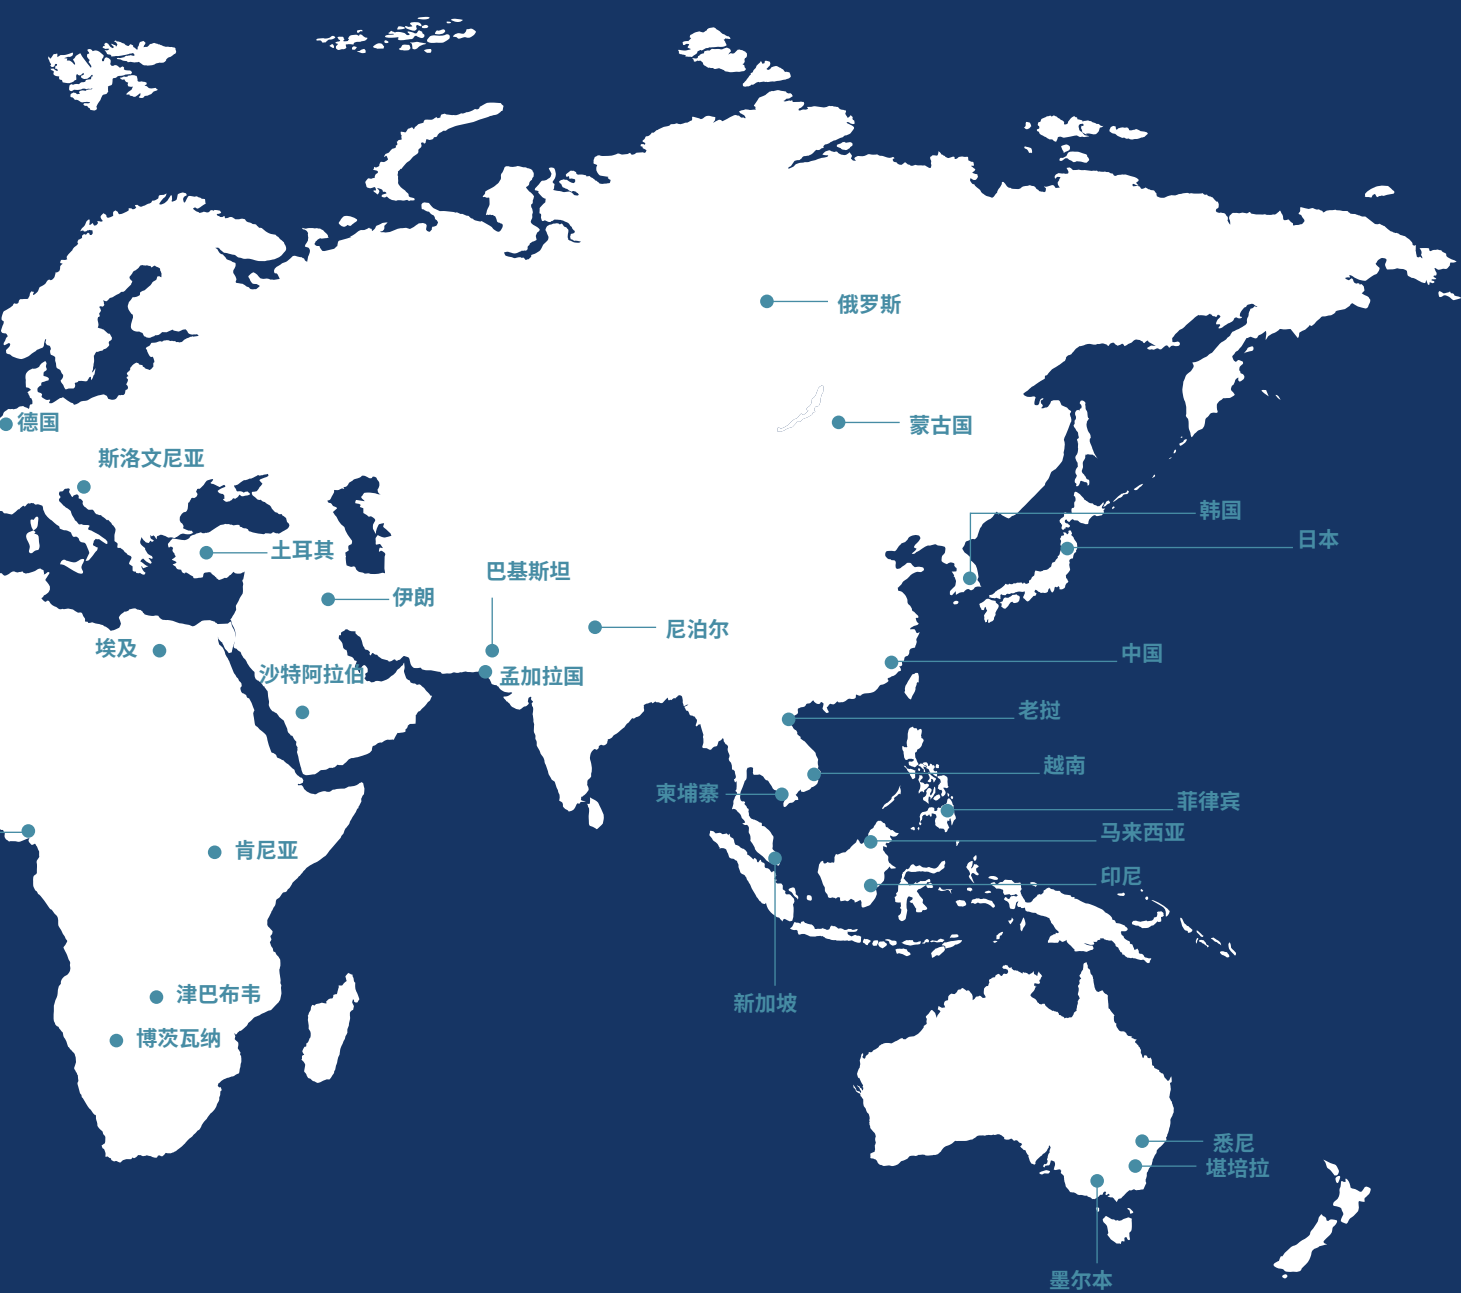 俄罗斯
德国
蒙古国
斯洛文尼亚
韩国
日本
土耳其
巴基斯坦
伊朗
尼泊尔
埃及
中国
沙特阿拉伯
孟加拉国
老挝
越南
柬埔寨
菲律宾
马来西亚
肯尼亚
印尼
津巴布韦
新加坡
博茨瓦纳
悉尼
堪培拉
墨尔本